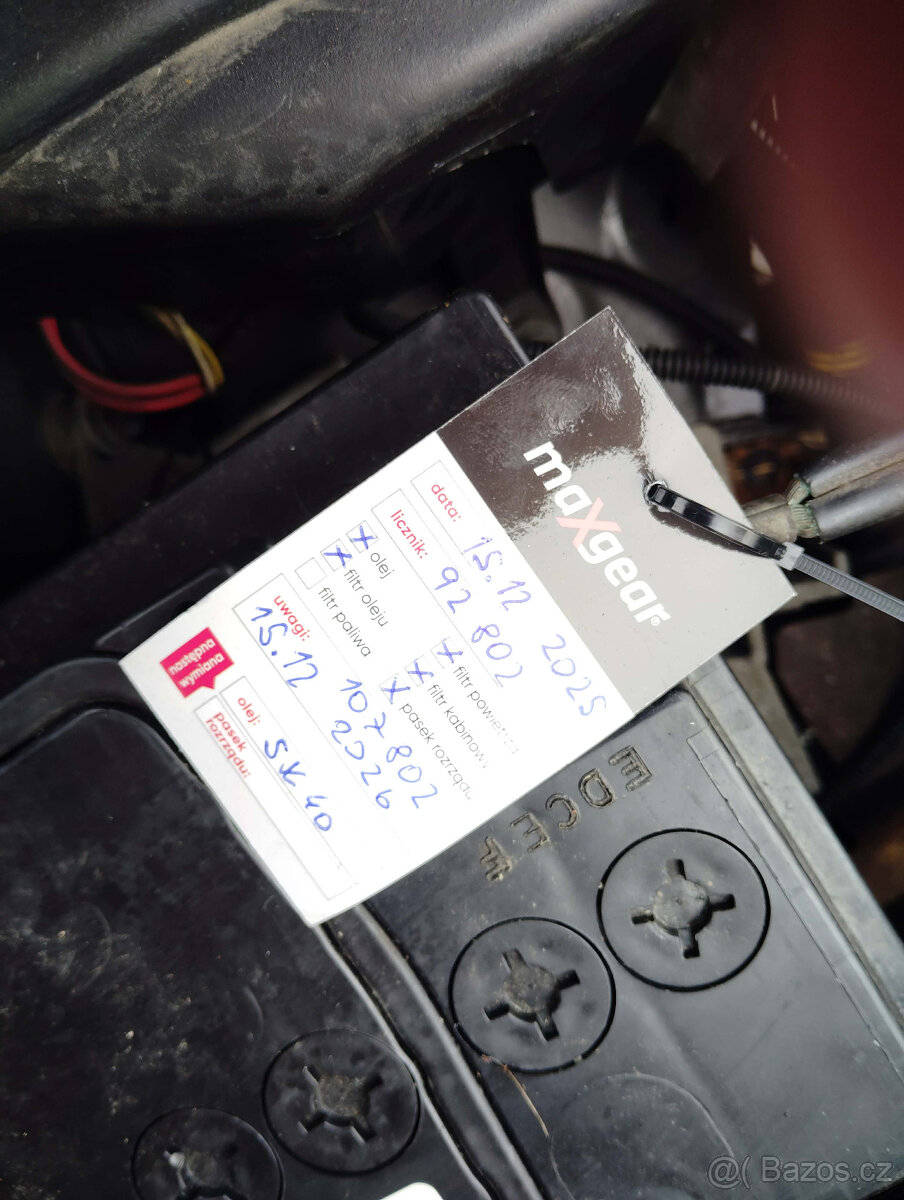 maXgear®
data: 15.12 2025
licznik: 92 802
X olej
X filtr oleju
filtr paliwa
X filtr powietrza
X filtr kabinowy
X pasek rozrządu
uwagi: 107 802
15.12 2026
następna
wymiana
olej: 5W40
pasek
rozrządu:
EDCF
@( Bazos.cz